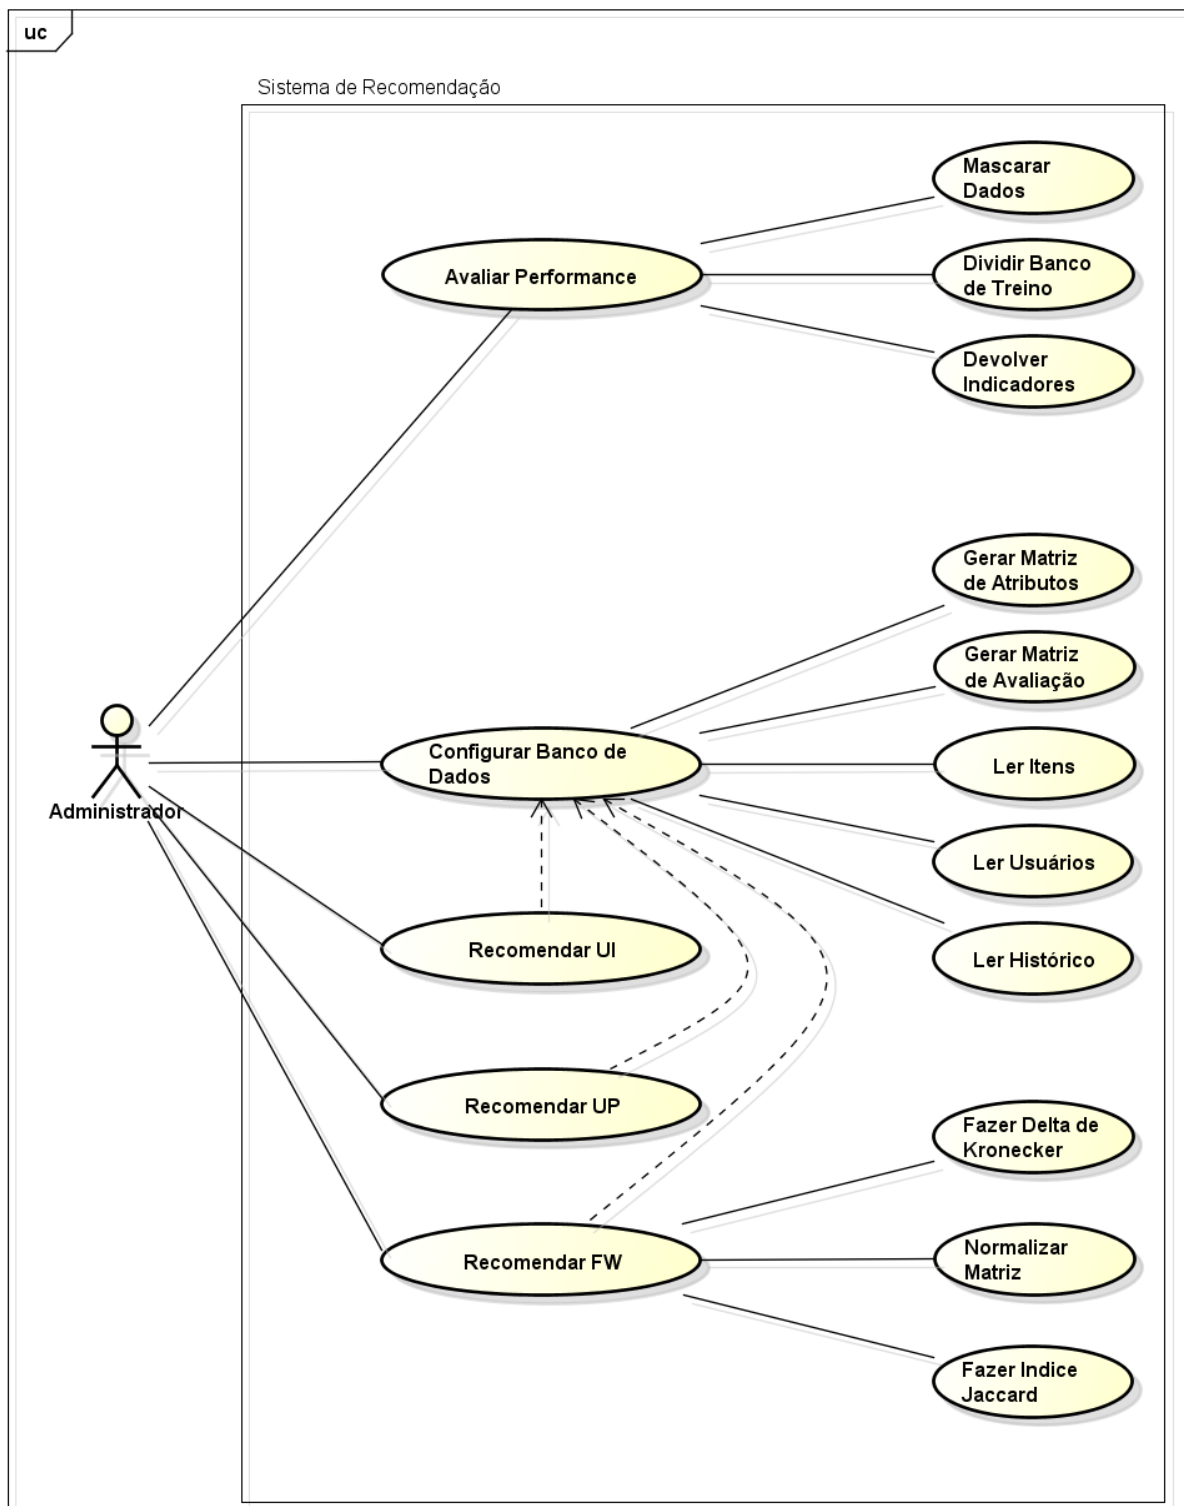 uc
Sistema de Recomendação
Mascarar
Dados
Avaliar Performance
Dividir Banco
de Treino
Devolver
Indicadores
Gerar Matriz
de Atributos
Gerar Matriz
de Avaliação
Administrador
Configurar Banco de
Dados
Ler Itens
Ler Usuários
Recomendar UI
Ler Histórico
Recomendar UP
Fazer Delta de
Kronecker
Recomendar FW
Normalizar
Matriz
Fazer Indice
Jaccard